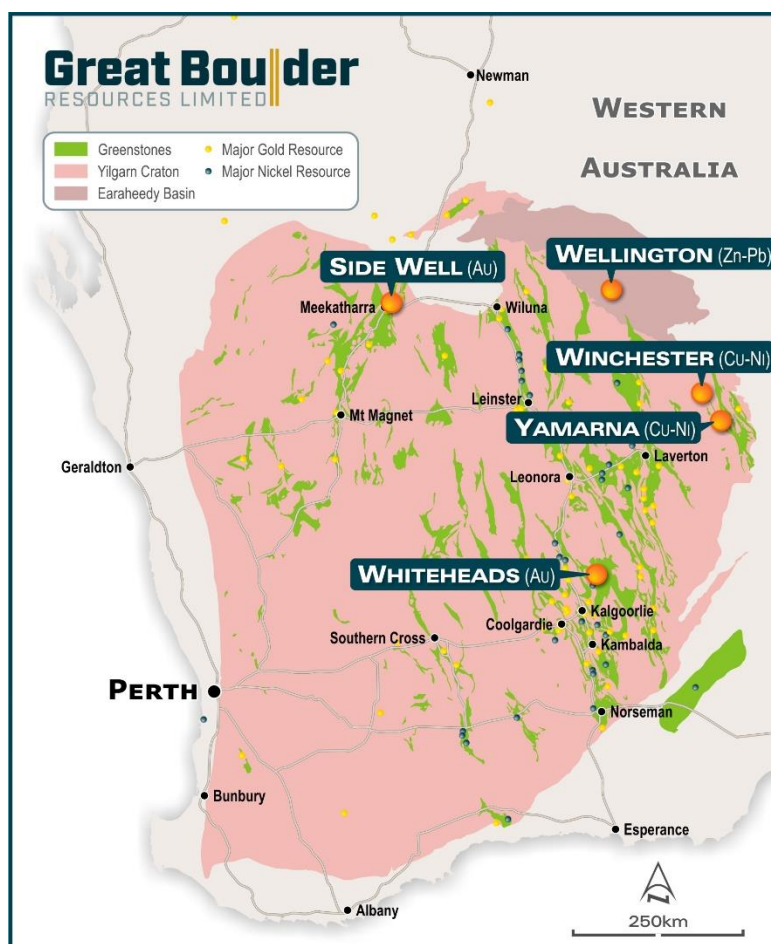 Great Boulder
RESOURCES LIMITED
Greenstones
Yilgarn Craton
Earaheedy Basin
Major Gold Resource
Major Nickel Resource
Newman
WESTERN
AUSTRALIA
WELLINGTON (Zn-Pb)
SIDE WELL (Au)
Meekatharra
Wiluna
WINCHESTER (Cu-Ni)
Leinster
Mt Magnet
YAMARNA (Cu-Ni)
Laverton
Geraldton
Leonora
WHITEHEADS (Au)
Kalgoorlie
Coolgardie
Southern Cross
Kambalda
PERTH
Norseman
Bunbury
Esperance
Albany
N
250km